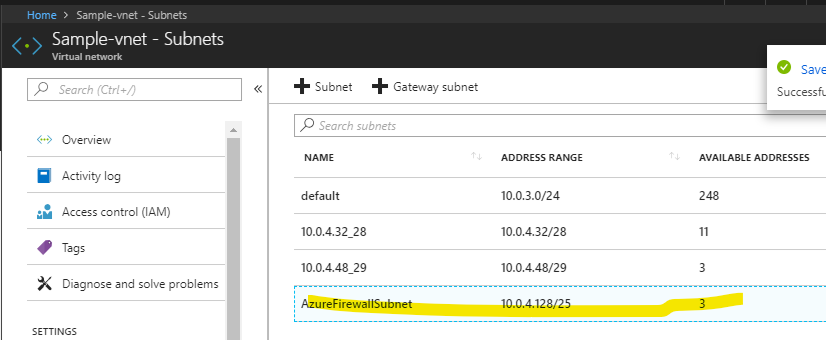 Home > Sample-vnet - Subnets
Sample-vnet - Subnets
Virtual network
Search (Ctrl+/)
«
Overview
Activity log
Access control (IAM)
Tags
Diagnose and solve problems
SETTINGS
+ Subnet + Gateway subnet
Search subnets
NAME ADDRESS RANGE AVAILABLE ADDRESSES
default 10.0.3.0/24 248
10.0.4.32_28 10.0.4.32/28 11
10.0.4.48_29 10.0.4.48/29 3
AzureFirewallSubnet 10.0.4.128/25 3
Save
Successfu